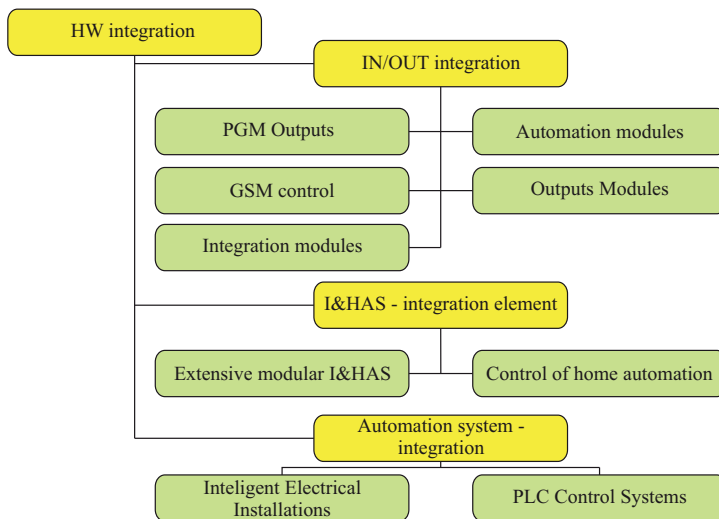 HW integration
IN/OUT integration
PGM Outputs
Automation modules
GSM control
Outputs Modules
Integration modules
I&HAS - integration element
Extensive modular I&HAS
Control of home automation
Automation system -
integration
Inteligent Electrical
Installations
PLC Control Systems